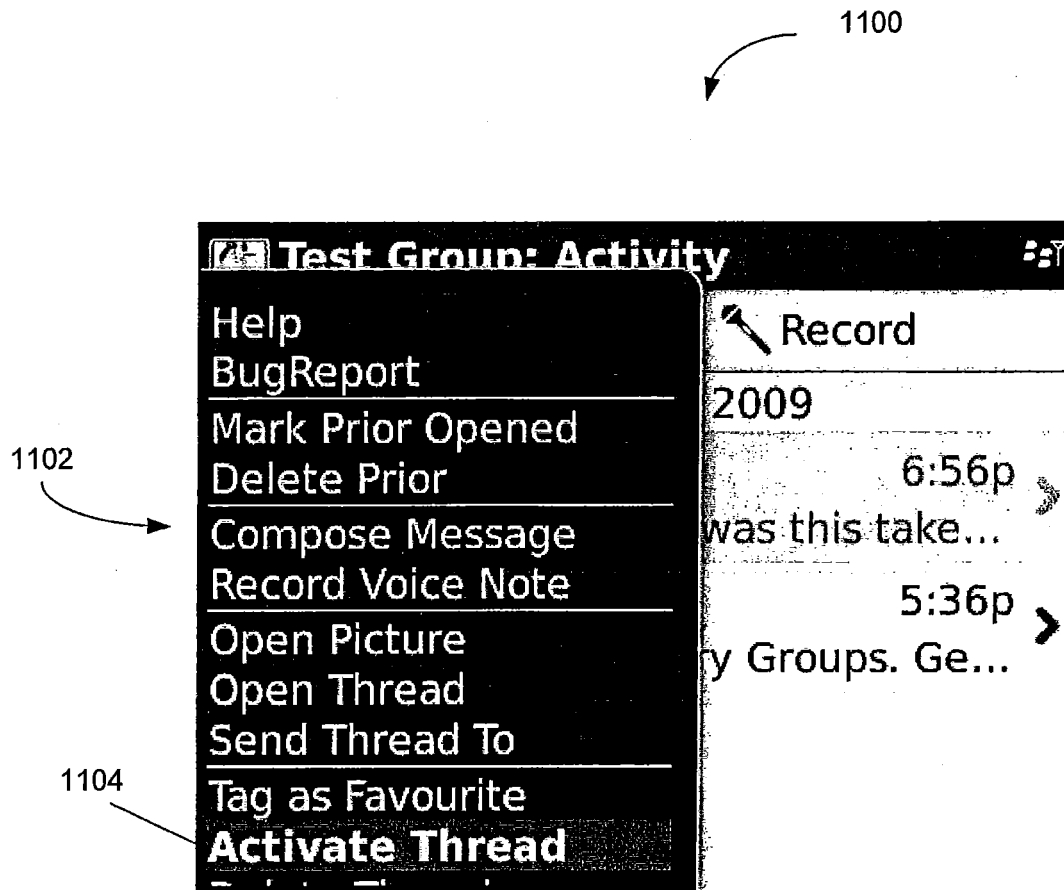 1100
Test Group: Activity
Help
Record
BugReport
2009
Mark Prior Opened
6:56p
Delete Prior
1102
Compose Message
was this take...
Record Voice Note
5:36p
Open Picture
y Groups. Ge...
Open Thread
Send Thread To
1104
Tag as Favourite
Activate Thread